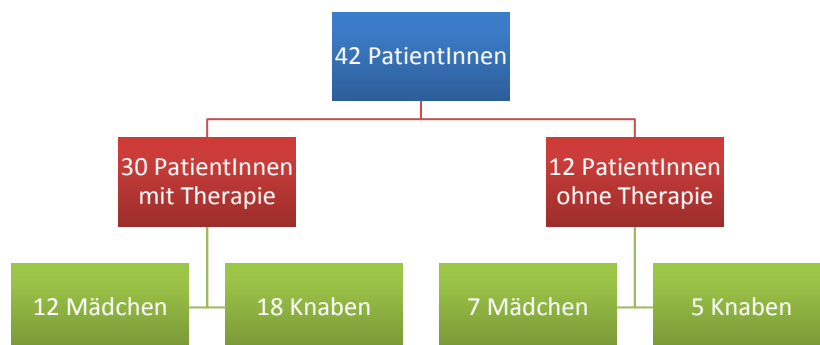 42 PatientInnen
30 PatientInnen
mit Therapie
12 PatientInnen
ohne Therapie
12 Mädchen
18 Knaben
7 Mädchen
5 Knaben